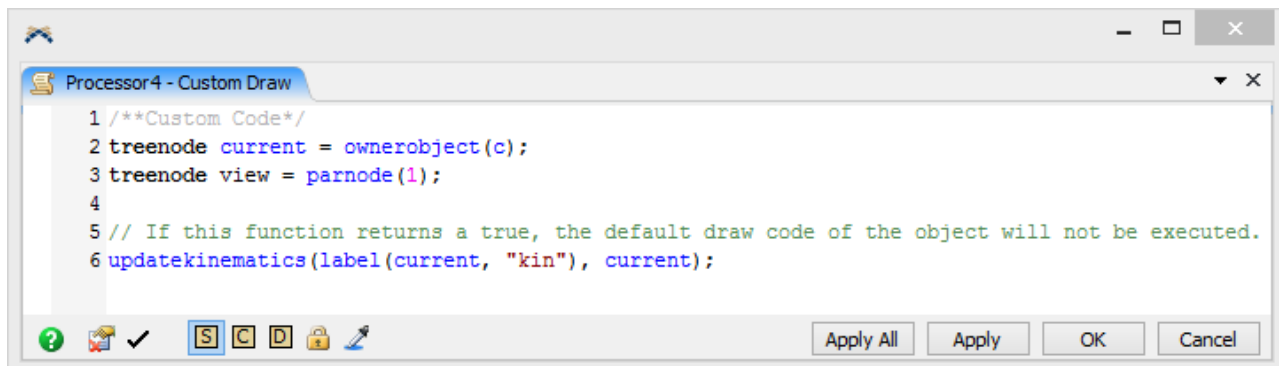 Processor4 - Custom Draw
1 /**Custom Code*/
2 treenode current = ownerobject(c);
3 treenode view = parnode(1);
4
5 // If this function returns a true, the default draw code of the object will not be executed.
6 updatekinematics(label(current, "kin"), current);
S C D Apply All Apply OK Cancel